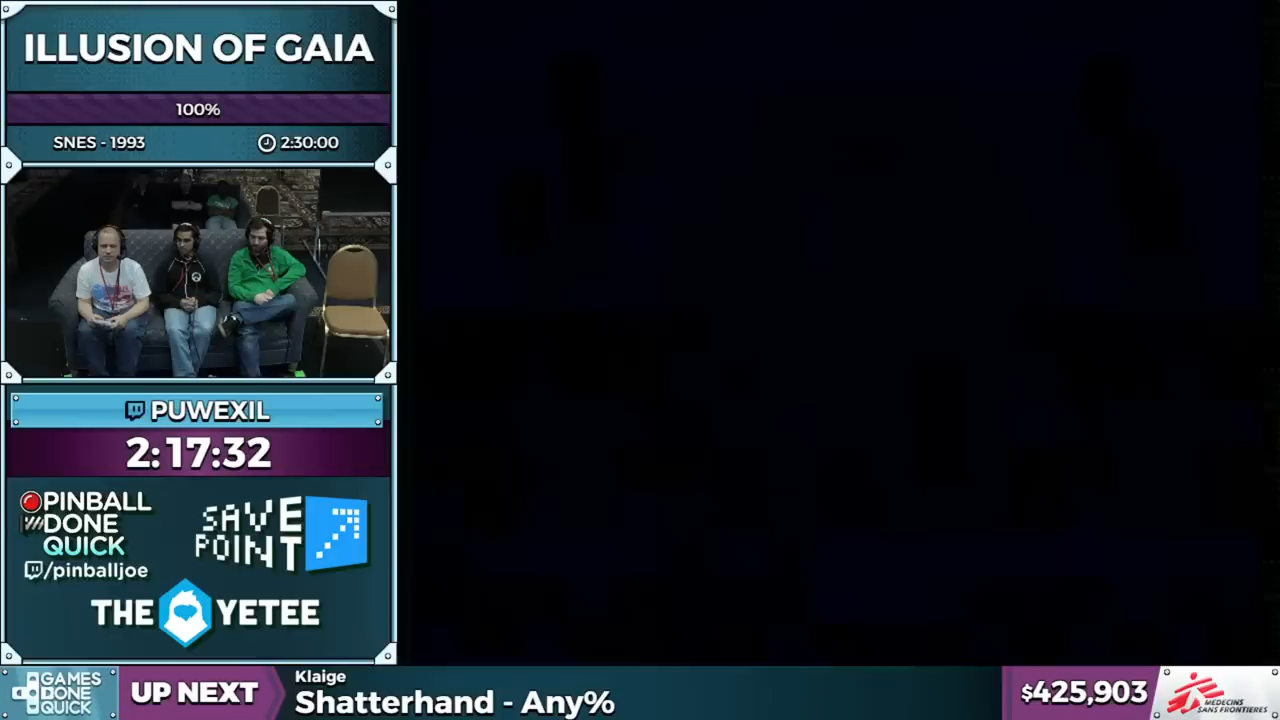 ILLUSION OF GAIA
100%
SNES - 1993
2:30:00
PUWEXIL
2:17:32
PINBALL
DONE
QUICK
/pinballjoe
SAVE
POINT
THE YETEE
GAMES
DONE
QUICK
UP NEXT
Klaige
Shatterhand - Any%
$425,903
MEDECINS
SANS FRONTIERES